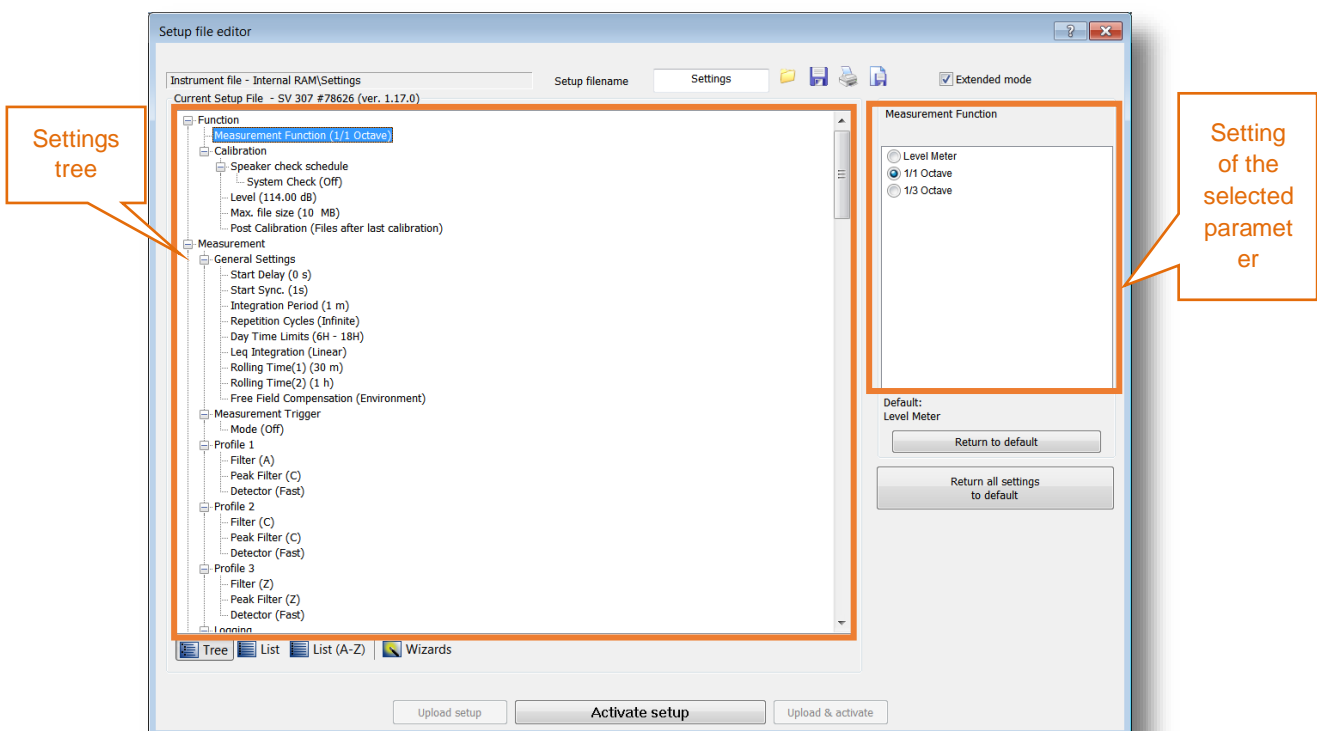 Setup file editor
Instrument file - Internal RAM\Settings
Setup filename
Settings
Extended mode
Current Setup File - SV 307 #78626 (ver. 1.17.0)
Settings
tree
Function
Measurement Function (1/1 Octave)
Calibration
Speaker check schedule
System Check (Off)
Level (114.00 dB)
Max. file size (10 MB)
Post Calibration (Files after last calibration)
Measurement
General Settings
Start Delay (0 s)
Start Sync. (1s)
Integration Period (1 m)
Repetition Cycles (Infinite)
Day Time Limits (6H - 18H)
Leq Integration (Linear)
Rolling Time(1) (30 m)
Rolling Time(2) (1 h)
Free Field Compensation (Environment)
Measurement Trigger
Mode (Off)
Profile 1
Filter (A)
Peak Filter (C)
Detector (Fast)
Profile 2
Filter (C)
Peak Filter (C)
Detector (Fast)
Profile 3
Filter (Z)
Peak Filter (Z)
Detector (Fast)
Logging
Measurement Function
Level Meter
1/1 Octave
1/3 Octave
Setting
of the
selected
paramet
er
Default:
Level Meter
Return to default
Return all settings
to default
Tree List List (A-Z) Wizards
Upload setup
Activate setup
Upload & activate